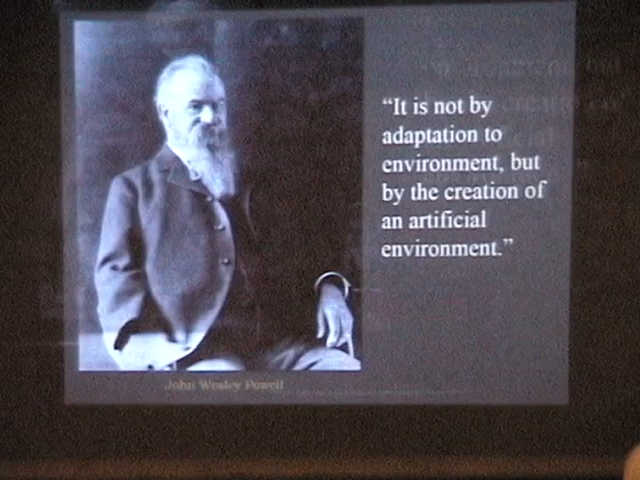 “It is not by
adaptation to
environment, but
by the creation of
an artificial
environment.”
John Wesley Powell